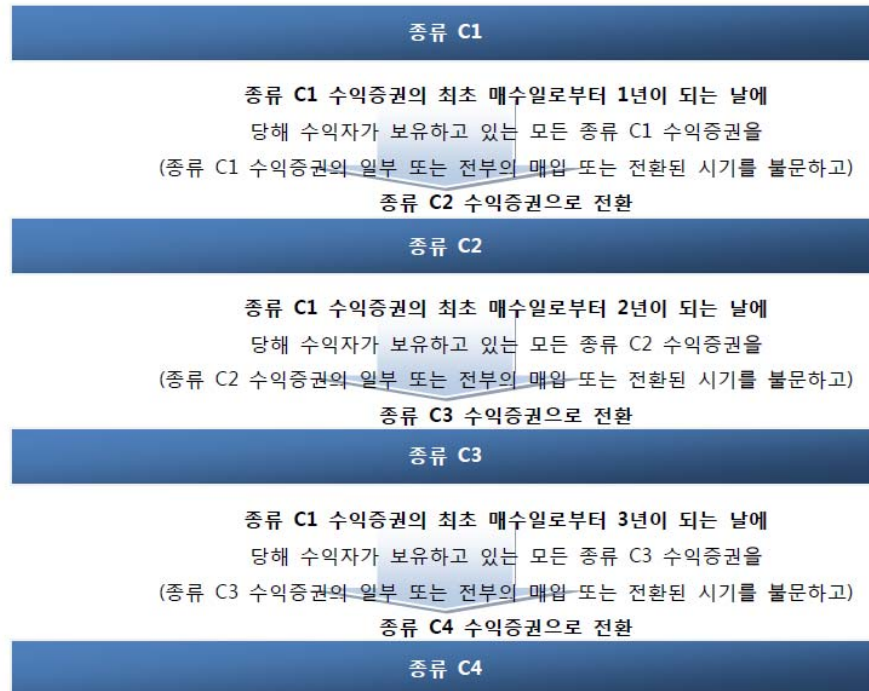 종류 C1
종류 C1 수익증권의 최초 매수일로부터 1년이 되는 날에
당해 수익자가 보유하고 있는 모든 종류 C1 수익증권을
(종류 C1 수익증권의 일부 또는 전부의 매입 또는 전환된 시기를 불문하고)
종류 C2 수익증권으로 전환
종류 C2
종류 C1 수익증권의 최초 매수일로부터 2년이 되는 날에
당해 수익자가 보유하고 있는 모든 종류 C2 수익증권을
(종류 C2 수익증권의 일부 또는 전부의 매입 또는 전환된 시기를 불문하고)
종류 C3 수익증권으로 전환
종류 C3
종류 C1 수익증권의 최초 매수일로부터 3년이 되는 날에
당해 수익자가 보유하고 있는 모든 종류 C3 수익증권을
(종류 C3 수익증권의 일부 또는 전부의 매입 또는 전환된 시기를 불문하고)
종류 C4 수익증권으로 전환
종류 C4